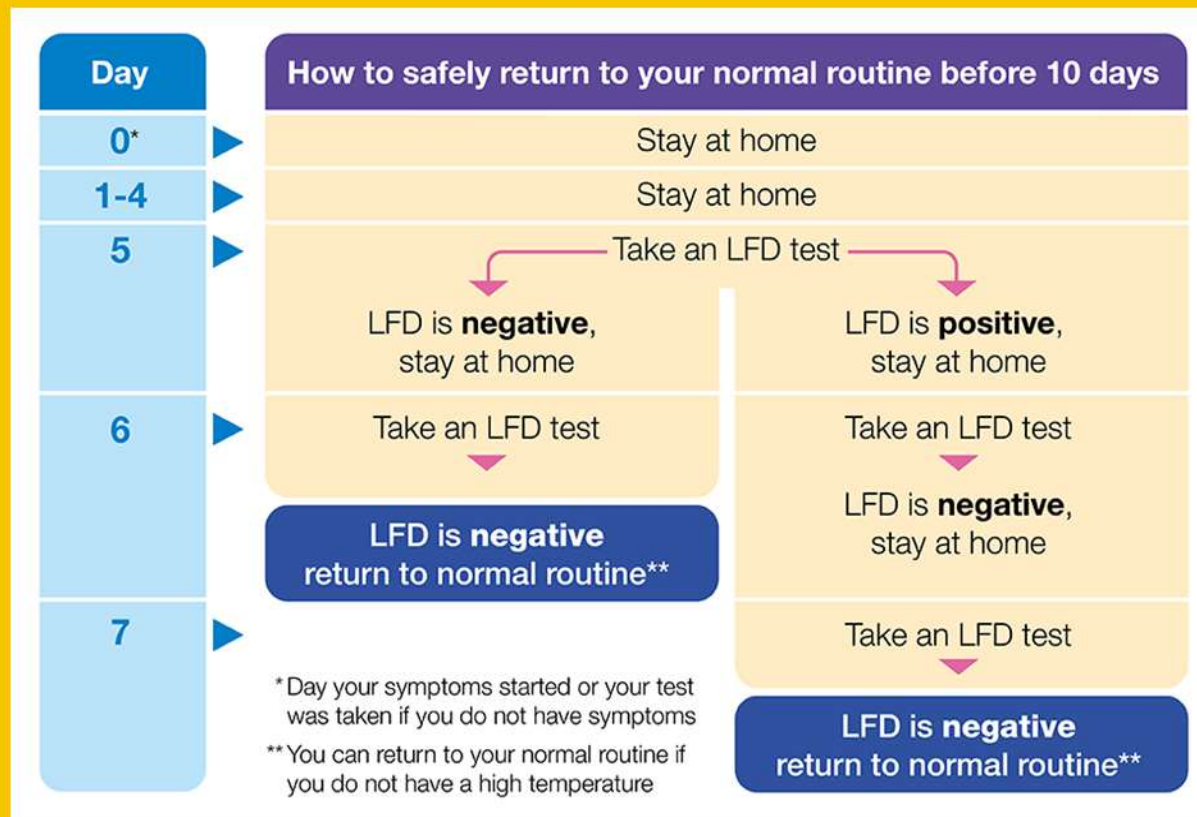 Day
How to safely return to your normal routine before 10 days
0*
Stay at home
1-4
Stay at home
5
Take an LFD test
LFD is negative,
stay at home
LFD is positive,
stay at home
6
Take an LFD test
LFD is negative
return to normal routine**
Take an LFD test
LFD is negative,
stay at home
7
Take an LFD test
LFD is negative
return to normal routine**
* Day your symptoms started or your test
was taken if you do not have symptoms
** You can return to your normal routine if
you do not have a high temperature